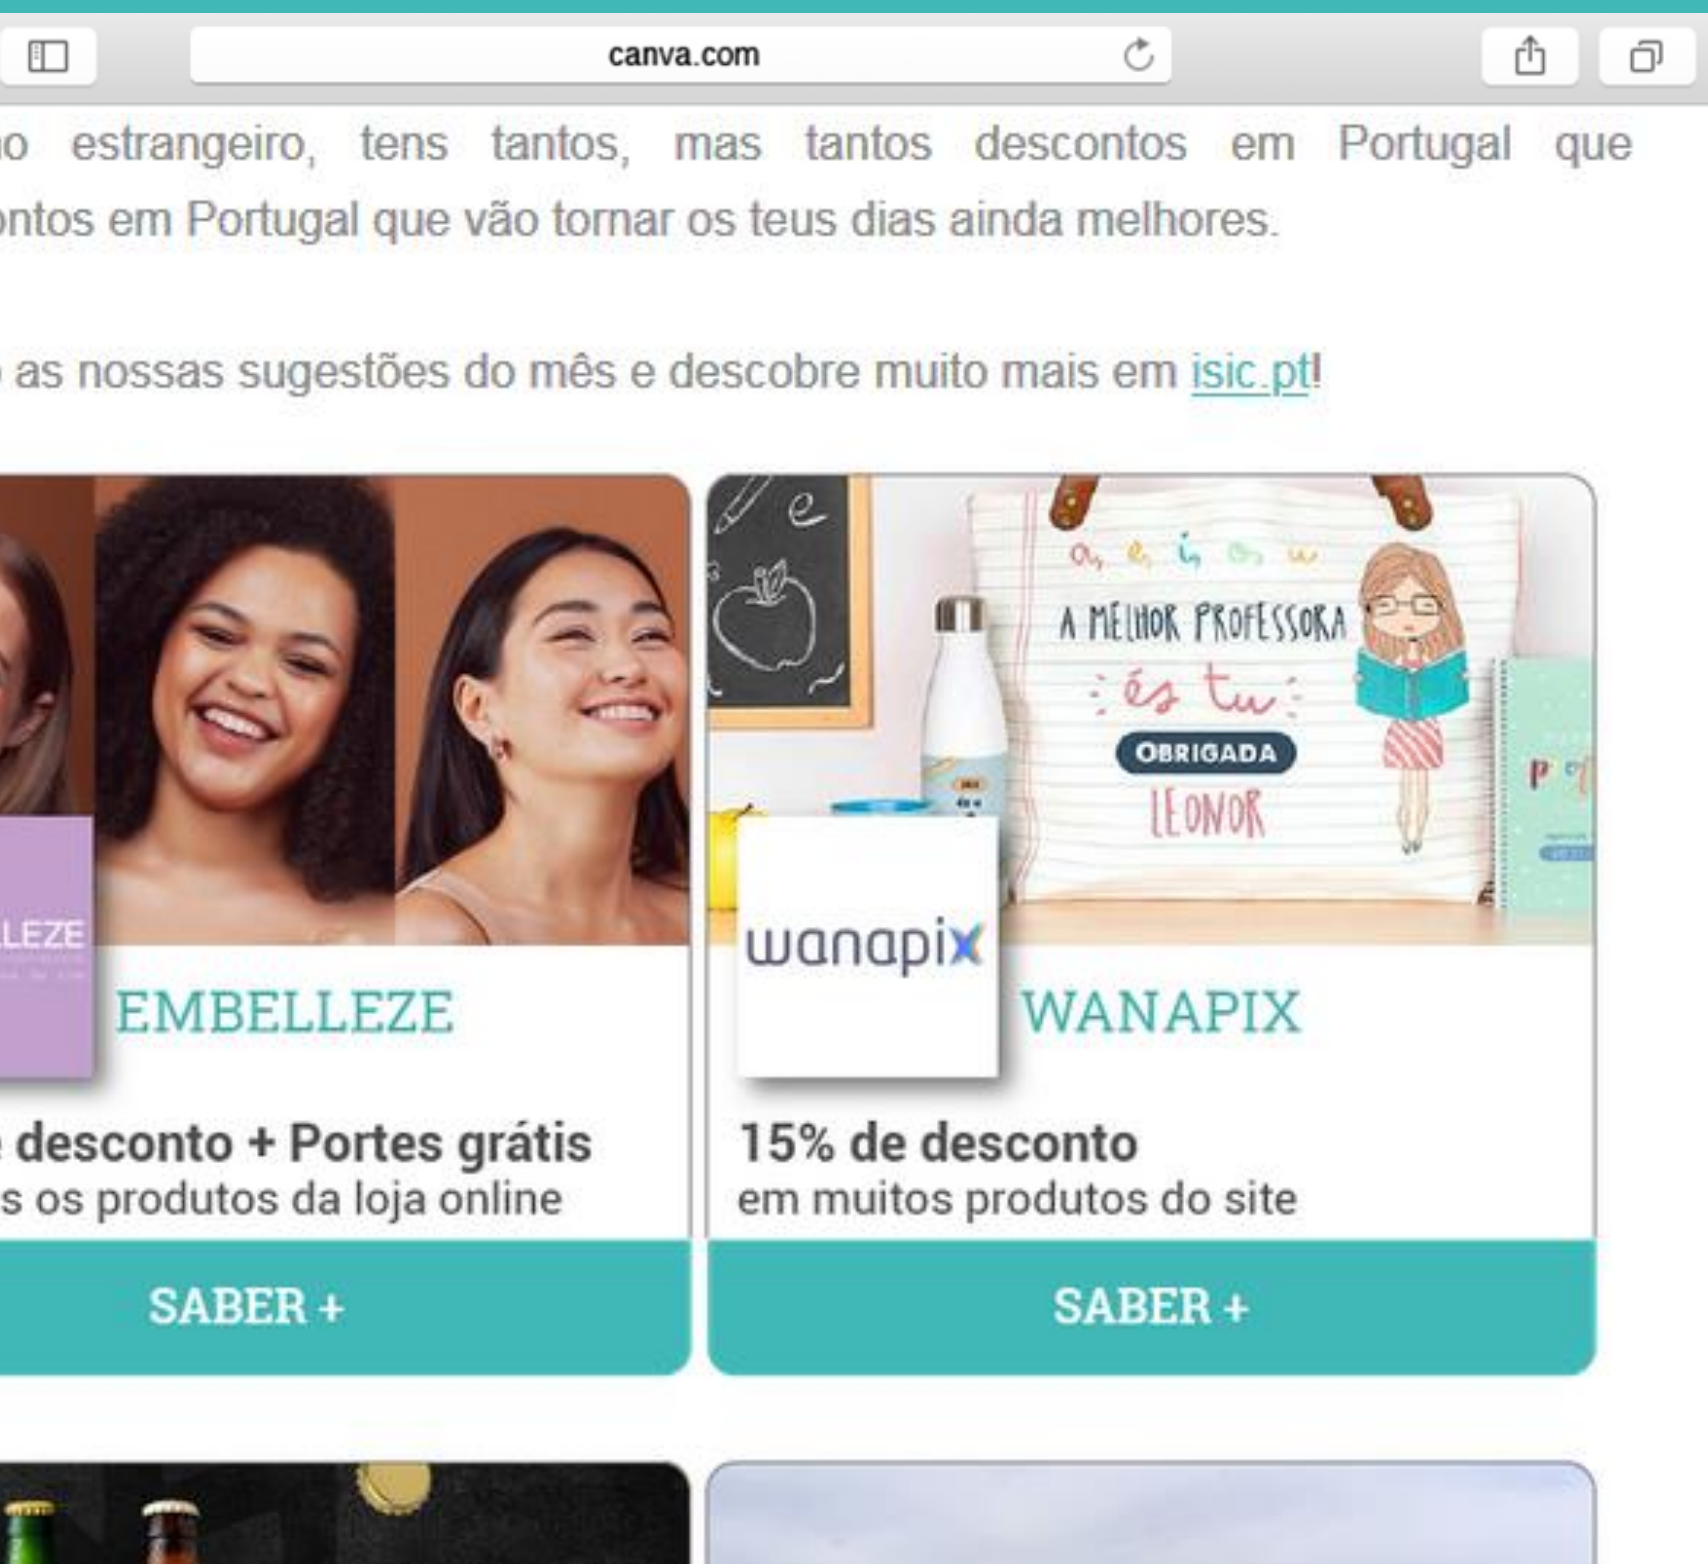 canva.com
estrangeiro, tens tantos, mas tantos descontos em Portugal que
em Portugal que vão tornar os teus dias ainda melhores.
as nossas sugestões do mês e descobre muito mais em isic.pt!
e
a, e, i, o, u
A MELHOR PROFESSORA
és tu
OBRIGADA
LEONOR
LEZE
wanapix
EMBELLEZE
WANAPIX
desconto + Portes grátis
os produtos da loja online
15% de desconto
em muitos produtos do site
SABER +
SABER +